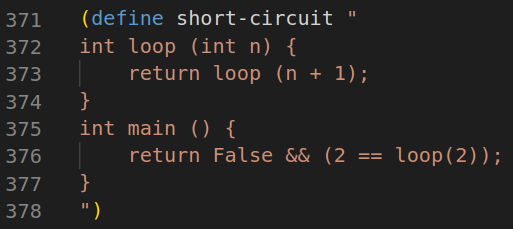 371 (define short-circuit "
372 int loop (int n) {
373     return loop (n + 1);
374 }
375 int main () {
376     return False && (2 == loop(2));
377 }
378 ")